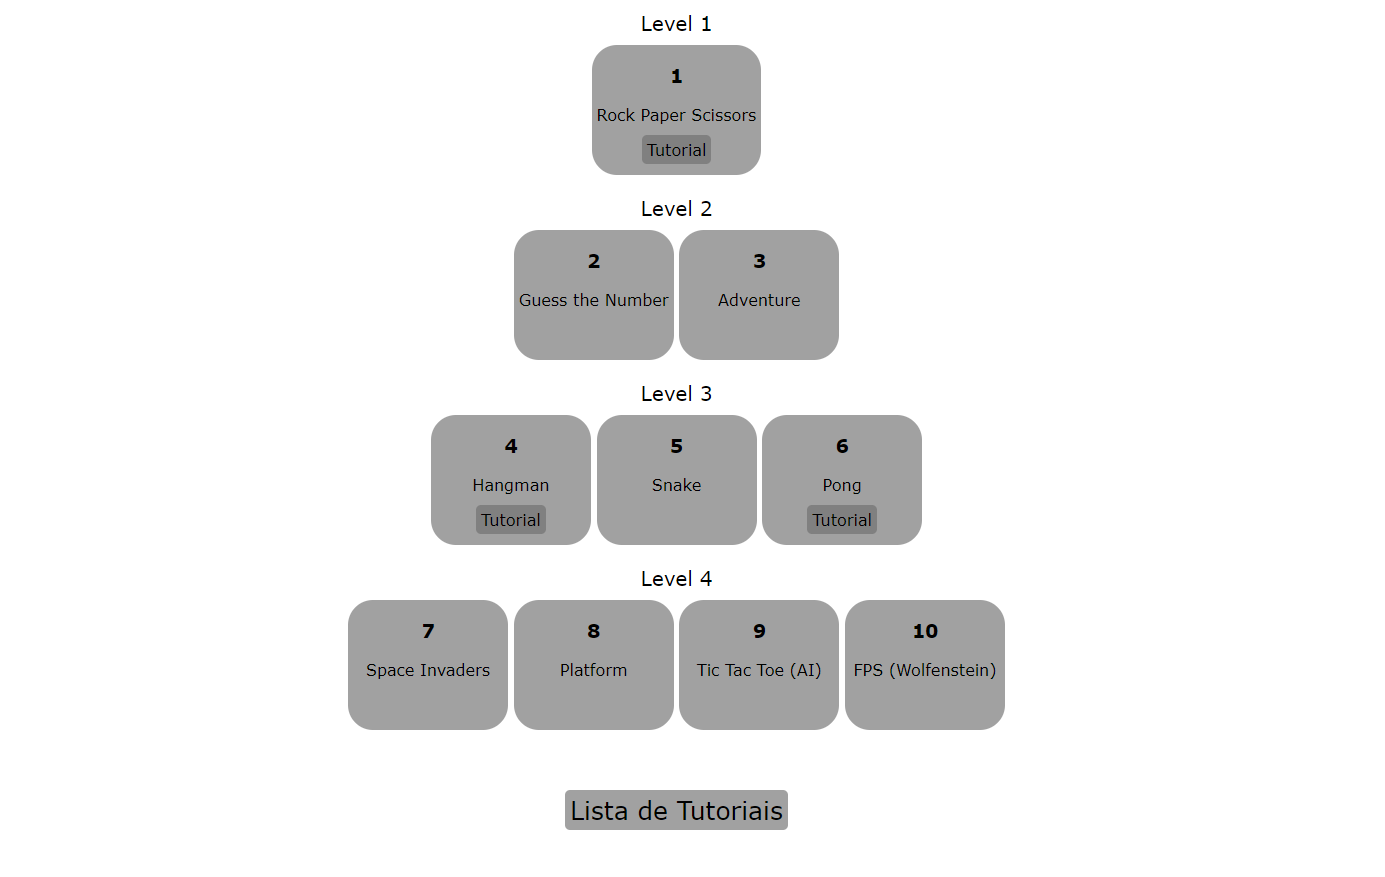 Level 1
1
Rock Paper Scissors
Tutorial
Level 2
2
Guess the Number
3
Adventure
Level 3
4
Hangman
Tutorial
5
Snake
6
Pong
Tutorial
Level 4
7
Space Invaders
8
Platform
9
Tic Tac Toe (AI)
10
FPS (Wolfenstein)
Lista de Tutoriais